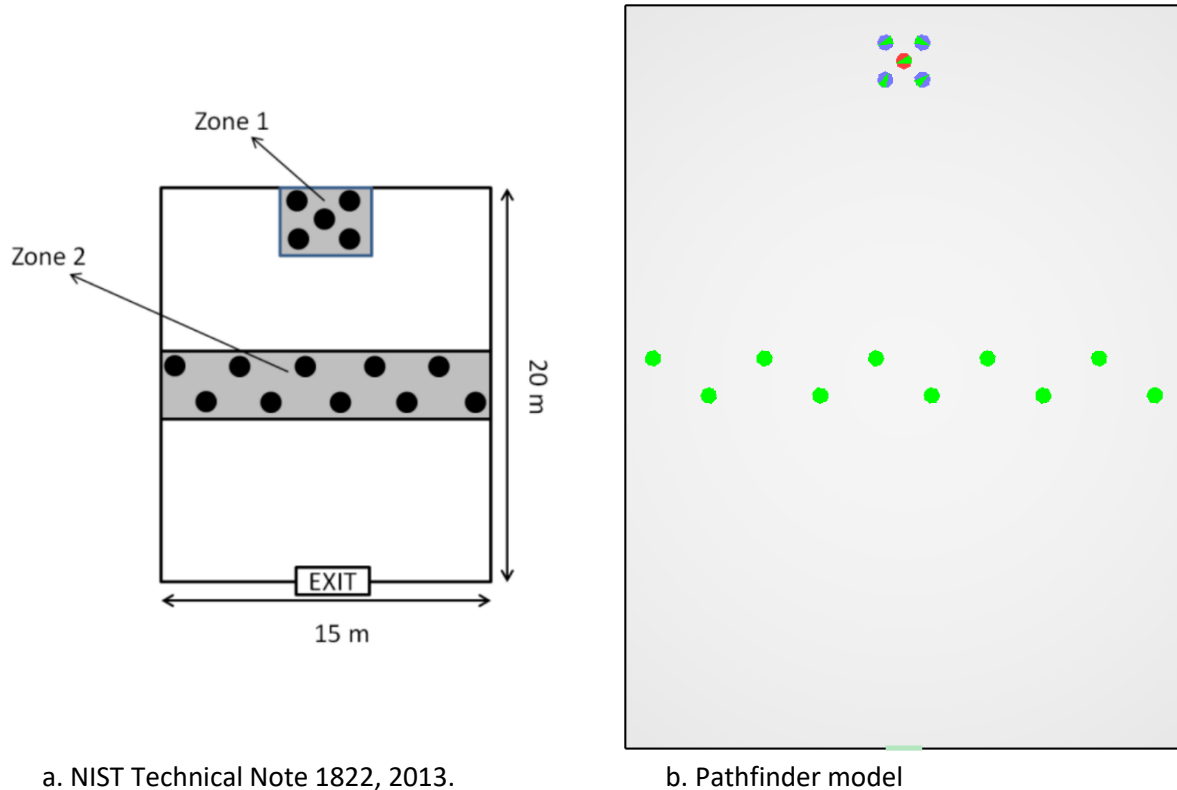 Zone 1
Zone 2
20 m
EXIT
15 m
a. NIST Technical Note 1822, 2013.
b. Pathfinder model